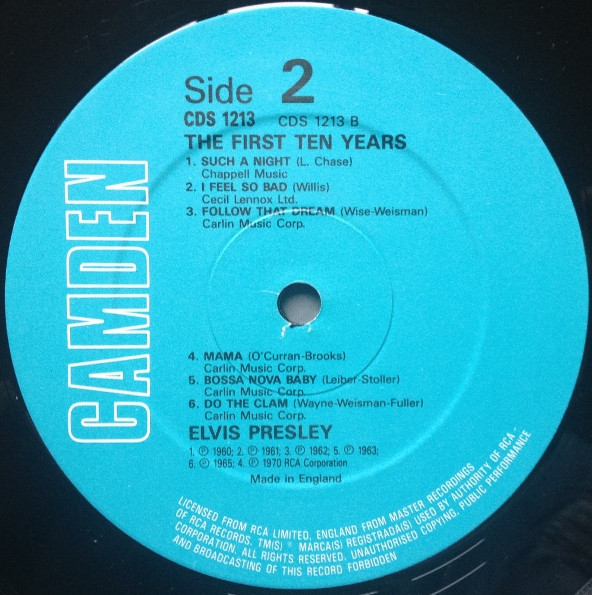 Side 2
CDS 1213 CDS 1213 B
THE FIRST TEN YEARS
1. SUCH A NIGHT (L. Chase)
Chappell Music
2. I FEEL SO BAD (Willis)
Cecil Lennox Ltd.
3. FOLLOW THAT DREAM (Wise-Weisman)
Carlin Music Corp.
CAMDEN
4. MAMA (O'Curran-Brooks)
Carlin Music Corp.
5. BOSSA NOVA BABY (Leiber-Stoller)
Carlin Music Corp.
6. DO THE CLAM (Wayne-Weisman-Fuller)
Carlin Music Corp.
ELVIS PRESLEY
1. ℗ 1960; 2. ℗ 1961; 3. ℗ 1962; 5. ℗ 1963;
6. ℗ 1965; 4. ℗ 1970 RCA Corporation
Made in England
LICENSED FROM RCA LIMITED, ENGLAND FROM MASTER RECORDINGS
OF RCA RECORDS. TM(S) ® MARCA(S) REGISTRADA(S) USED BY AUTHORITY OF RCA-
CORPORATION, ALL RIGHTS RESERVED. UNAUTHORISED COPYING, PUBLIC PERFORMANCE
AND BROADCASTING OF THIS RECORD FORBIDDEN